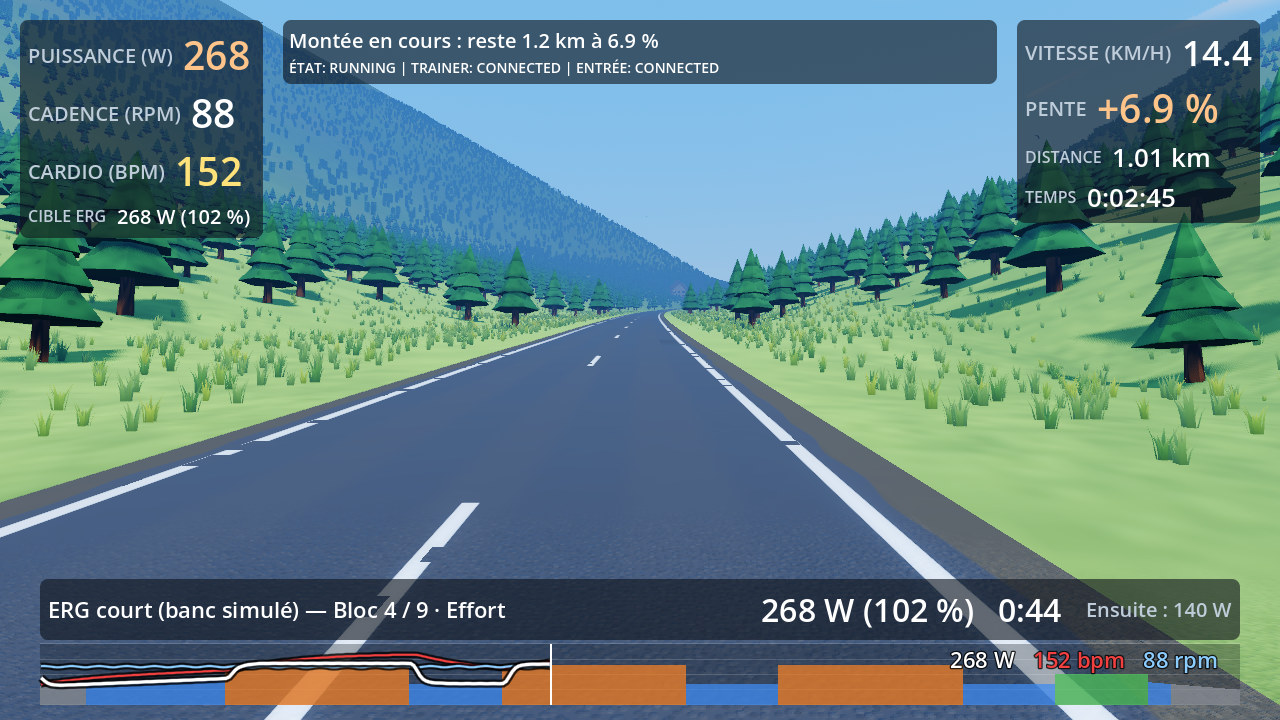 PUISSANCE (W) 268
CADENCE (RPM) 88
CARDIO (BPM) 152
CIBLE ERG 268 W (102 %)
Montée en cours : reste 1.2 km à 6.9 %
ÉTAT: RUNNING | TRAINER: CONNECTED | ENTRÉE: CONNECTED
VITESSE (KM/H) 14.4
PENTE +6.9 %
DISTANCE 1.01 km
TEMPS 0:02:45
ERG court (banc simulé) — Bloc 4 / 9 · Effort 268 W (102 %) 0:44 Ensuite : 140 W
268 W 152 bpm 88 rpm